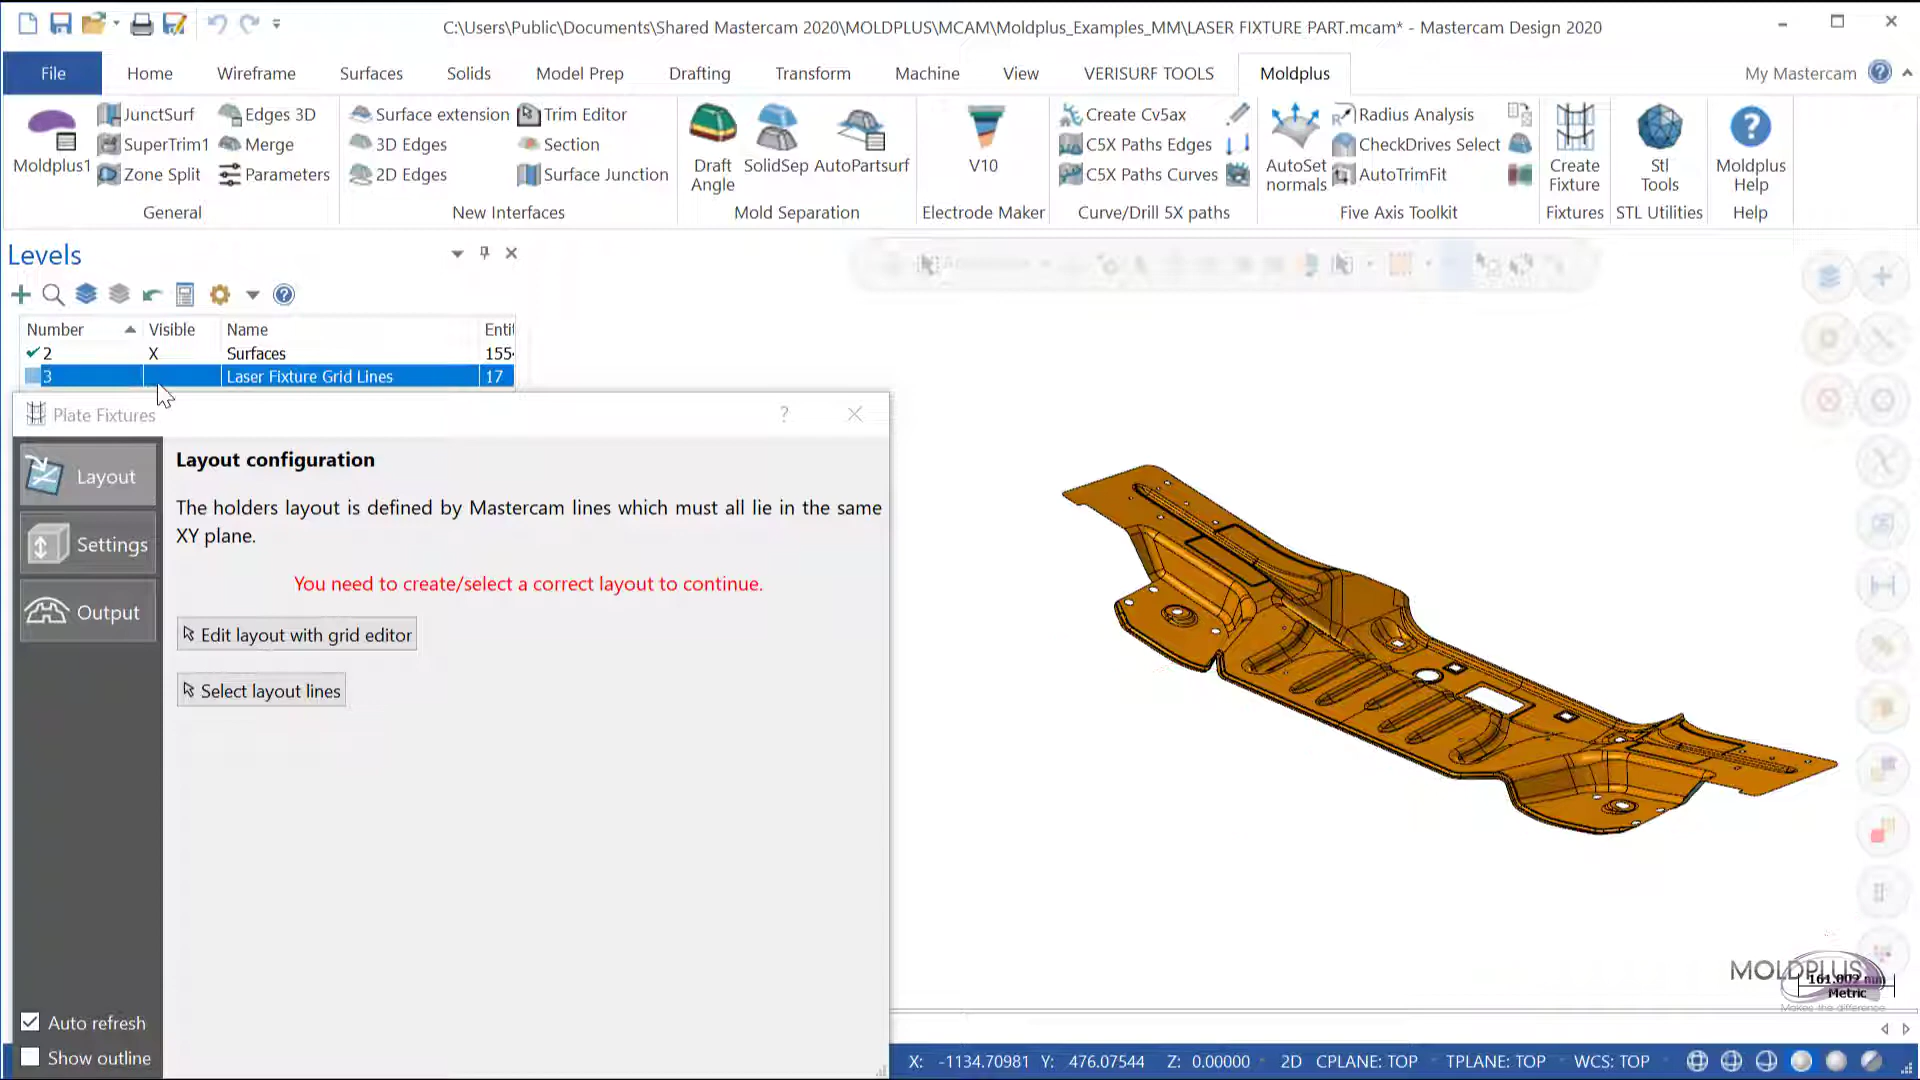 C:\Users\Public\Documents\Shared Mastercam 2020\MOLDPLUS\MCAM\Moldplus_Examples_MM\LASER FIXTURE PART.mcam* - Mastercam Design 2020
File Home Wireframe Surfaces Solids Model Prep Drafting Transform Machine View VERISURF TOOLS Moldplus My Mastercam
JunctSurf Edges 3D Surface extension Trim Editor Create Cv5ax Radius Analysis
SuperTrim1 Merge 3D Edges Section C5X Paths Edges CheckDrives Select
Moldplus1 Draft Angle SolidSep AutoPartsurf V10 AutoSet normals Create Fixture Stl Tools Moldplus Help
Zone Split Parameters 2D Edges Surface Junction C5X Paths Curves AutoTrimFit
General New Interfaces Mold Separation Electrode Maker Curve/Drill 5X paths Five Axis Toolkit Fixtures STL Utilities Help
Levels
Number Visible Name Entit
2 X Surfaces 155
3 Laser Fixture Grid Lines 17
Plate Fixtures ?
Layout
Settings
Output
Layout configuration
The holders layout is defined by Mastercam lines which must all lie in the same
XY plane.
You need to create/select a correct layout to continue.
Edit layout with grid editor
Select layout lines
Auto refresh
Show outline
MOLDPLUS
161.002 mm
Metric
Makes the difference
X: -1134.70981 Y: 476.07544 Z: 0.00000 2D CPLANE: TOP TPLANE: TOP WCS: TOP